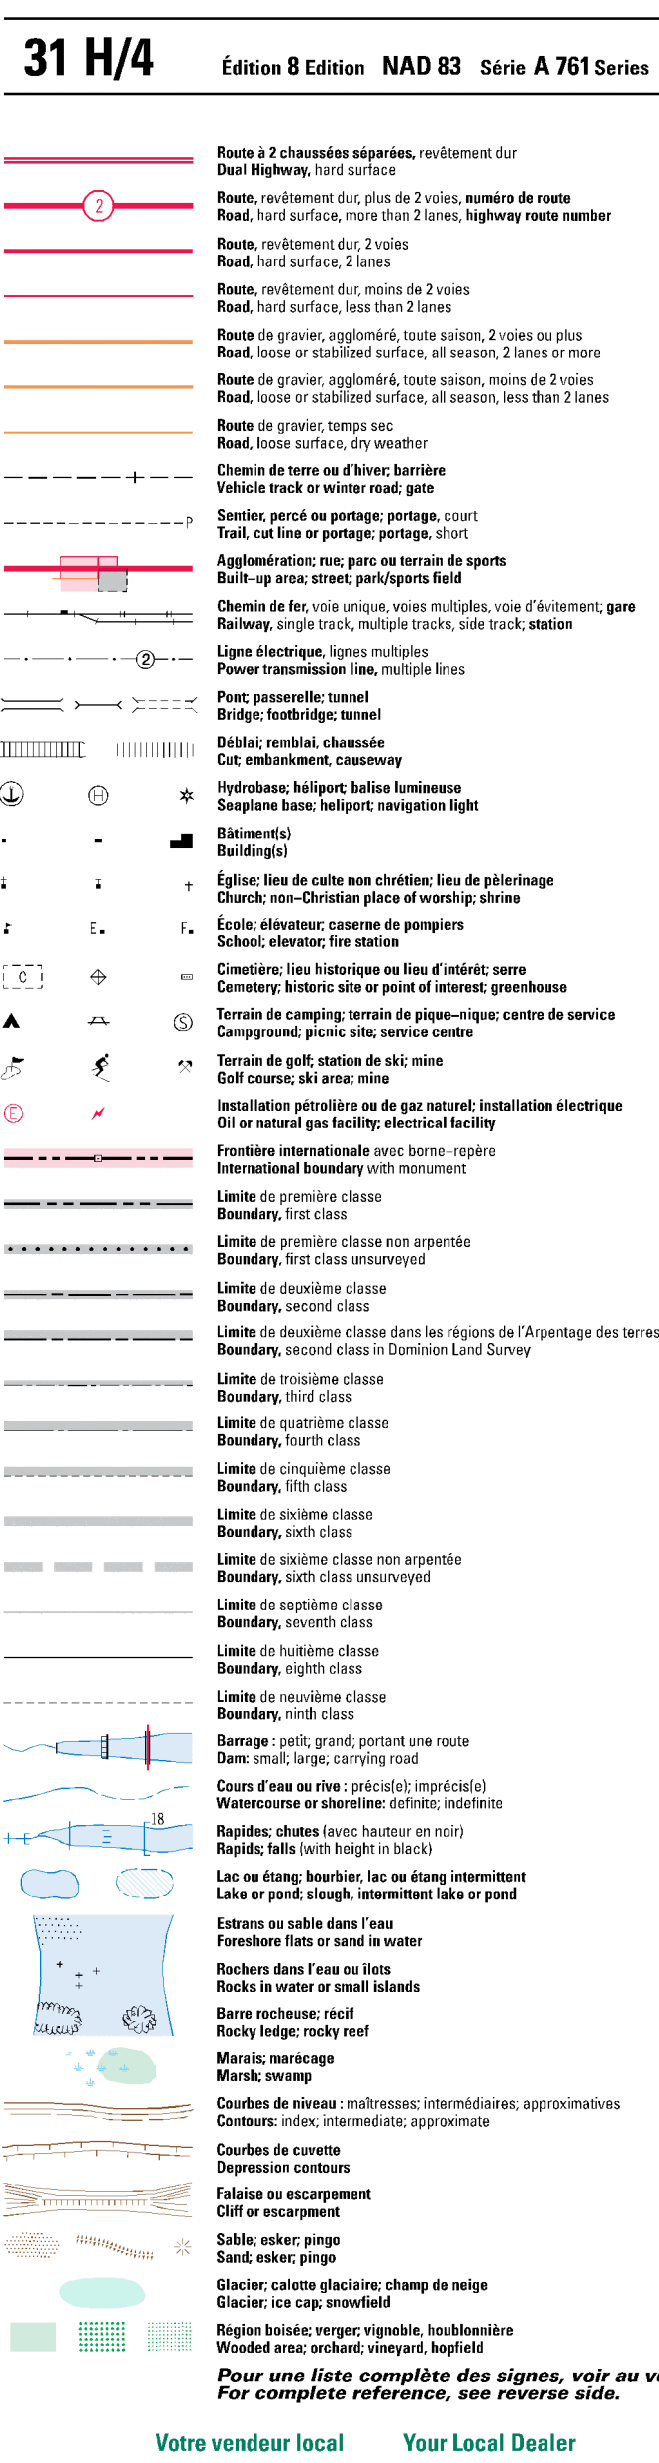 31 H/4 Édition 8 Edition NAD 83 Série A 761 Series
Route à 2 chaussées séparées, revêtement dur
Dual Highway, hard surface
2
Route, revêtement dur, plus de 2 voies, numéro de route
Road, hard surface, more than 2 lanes, highway route number
Route, revêtement dur, 2 voies
Road, hard surface, 2 lanes
Route, revêtement dur, moins de 2 voies
Road, hard surface, less than 2 lanes
Route de gravier, aggloméré, toute saison, 2 voies ou plus
Road, loose or stabilized surface, all season, 2 lanes or more
Route de gravier, aggloméré, toute saison, moins de 2 voies
Road, loose or stabilized surface, all season, less than 2 lanes
Route de gravier, temps sec
Road, loose surface, dry weather
Chemin de terre ou d'hiver; barrière
Vehicle track or winter road; gate
P
Sentier, percé ou portage; portage, court
Trail, cut line or portage; portage, short
Agglomération; rue; parc ou terrain de sports
Built-up area; street; park/sports field
Chemin de fer, voie unique, voies multiples, voie d'évitement; gare
Railway, single track, multiple tracks, side track; station
2
Ligne électrique, lignes multiples
Power transmission line, multiple lines
Pont; passerelle; tunnel
Bridge; footbridge; tunnel
Déblai; remblai, chaussée
Cut; embankment, causeway
H
Hydrobase; héliport; balise lumineuse
Seaplane base; heliport; navigation light
Bâtiment(s)
Building(s)
Église; lieu de culte non chrétien; lieu de pèlerinage
Church; non-Christian place of worship; shrine
E F
École; élévateur; caserne de pompiers
School; elevator; fire station
C
Cimetière; lieu historique ou lieu d'intérêt; serre
Cemetery; historic site or point of interest; greenhouse
S
Terrain de camping; terrain de pique-nique; centre de service
Campground; picnic site; service centre
Terrain de golf; station de ski; mine
Golf course; ski area; mine
E
Installation pétrolière ou de gaz naturel; installation électrique
Oil or natural gas facility; electrical facility
Frontière internationale avec borne-repère
International boundary with monument
Limite de première classe
Boundary, first class
Limite de première classe non arpentée
Boundary, first class unsurveyed
Limite de deuxième classe
Boundary, second class
Limite de deuxième classe dans les régions de l'Arpentage des terres
Boundary, second class in Dominion Land Survey
Limite de troisième classe
Boundary, third class
Limite de quatrième classe
Boundary, fourth class
Limite de cinquième classe
Boundary, fifth class
Limite de sixième classe
Boundary, sixth class
Limite de sixième classe non arpentée
Boundary, sixth class unsurveyed
Limite de septième classe
Boundary, seventh class
Limite de huitième classe
Boundary, eighth class
Limite de neuvième classe
Boundary, ninth class
Barrage : petit; grand; portant une route
Dam: small; large; carrying road
Cours d'eau ou rive : précis(e); imprécis(e)
Watercourse or shoreline: definite; indefinite
18
Rapides; chutes (avec hauteur en noir)
Rapids; falls (with height in black)
Lac ou étang; bourbier, lac ou étang intermittent
Lake or pond; slough, intermittent lake or pond
Estrans ou sable dans l'eau
Foreshore flats or sand in water
Rochers dans l'eau ou îlots
Rocks in water or small islands
Barre rocheuse; récif
Rocky ledge; rocky reef
Marais; marécage
Marsh; swamp
Courbes de niveau : maîtresses; intermédiaires; approximatives
Contours: index; intermediate; approximate
Courbes de cuvette
Depression contours
Falaise ou escarpement
Cliff or escarpment
Sable; esker; pingo
Sand; esker; pingo
Glacier; calotte glaciaire; champ de neige
Glacier; ice cap; snowfield
Région boisée; verger; vignoble, houblonnière
Wooded area; orchard; vineyard, hopfield
Pour une liste complète des signes, voir au v
For complete reference, see reverse side.
Votre vendeur local Your Local Dealer